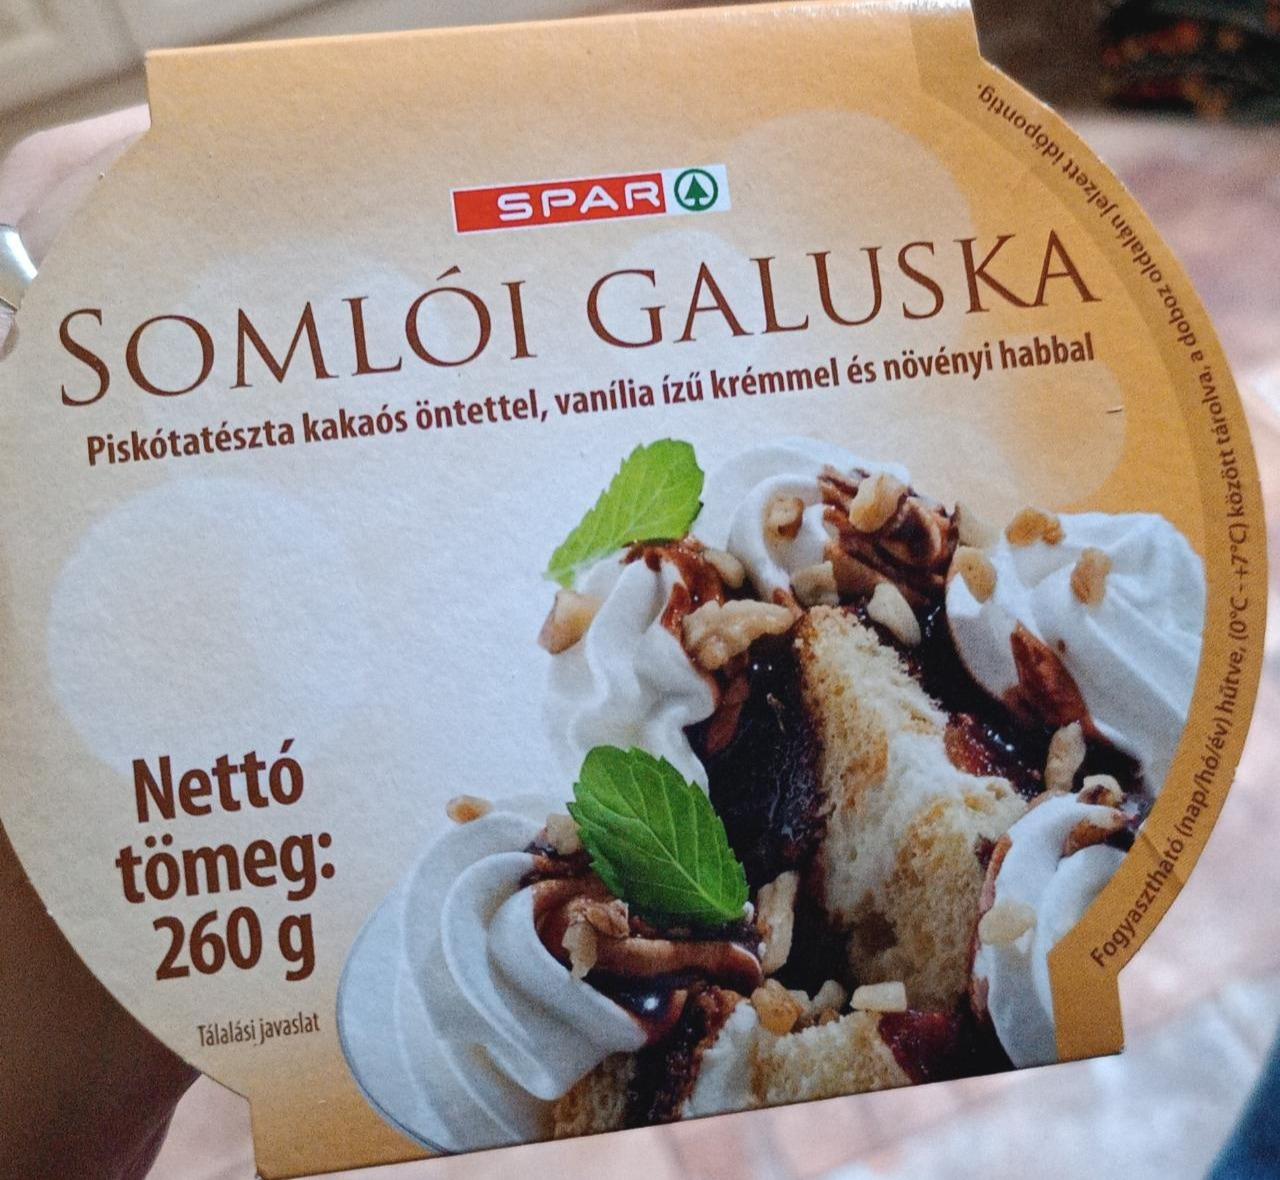 SPAR
SOMLÓI GALUSKA
Piskótatészta kakaós öntettel, vanília ízű krémmel és növényi habbal
Nettó
tömeg:
260 g
Tálalási javaslat
Fogyasztható (nap/hó/év) hűtve, (0°C - +7°C) között tárolva, a doboz oldalán jelzett időpontig.